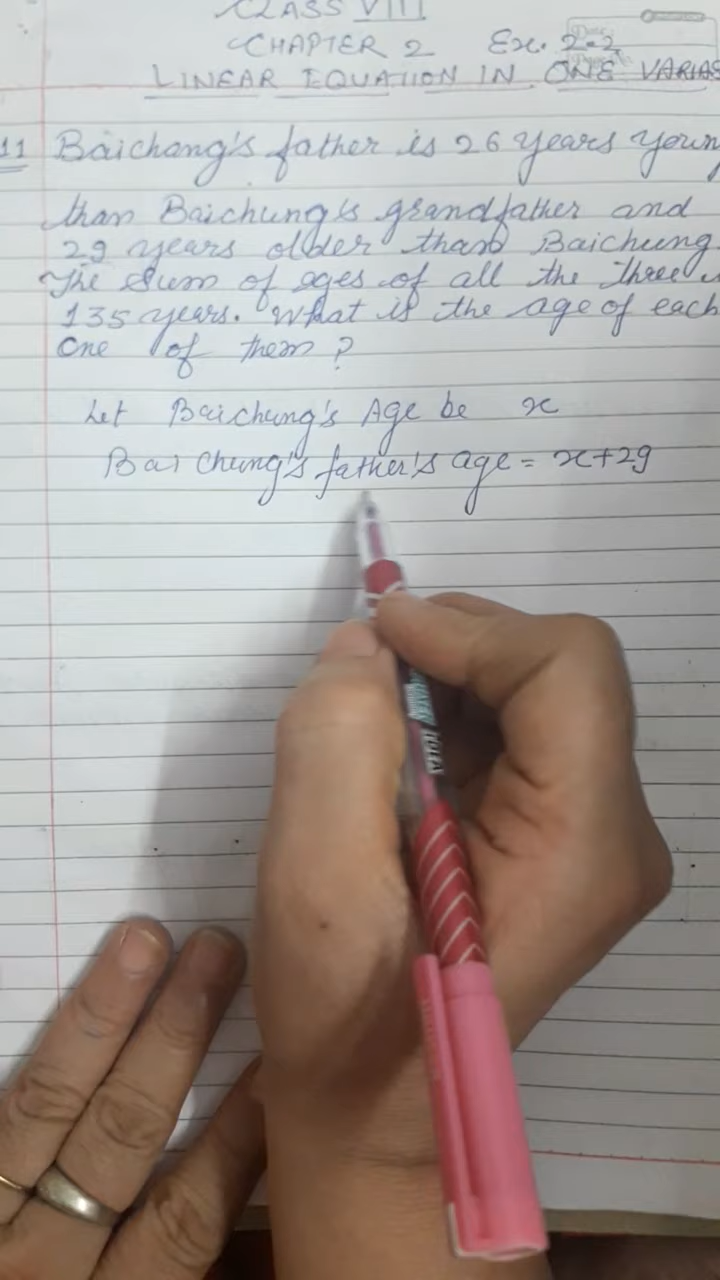 CLASS VIII
CHAPTER 2 Ex. 2.2
LINEAR EQUATION IN ONE VARIAB
11 Baichang's father is 26 years youn
than Baichung's grandfather and
29 years older than Baichung
The sum of ages of all the three
135 years. What is the age of each
one of them?
Let Baichung's Age be x
Baichung's father's age = x+29